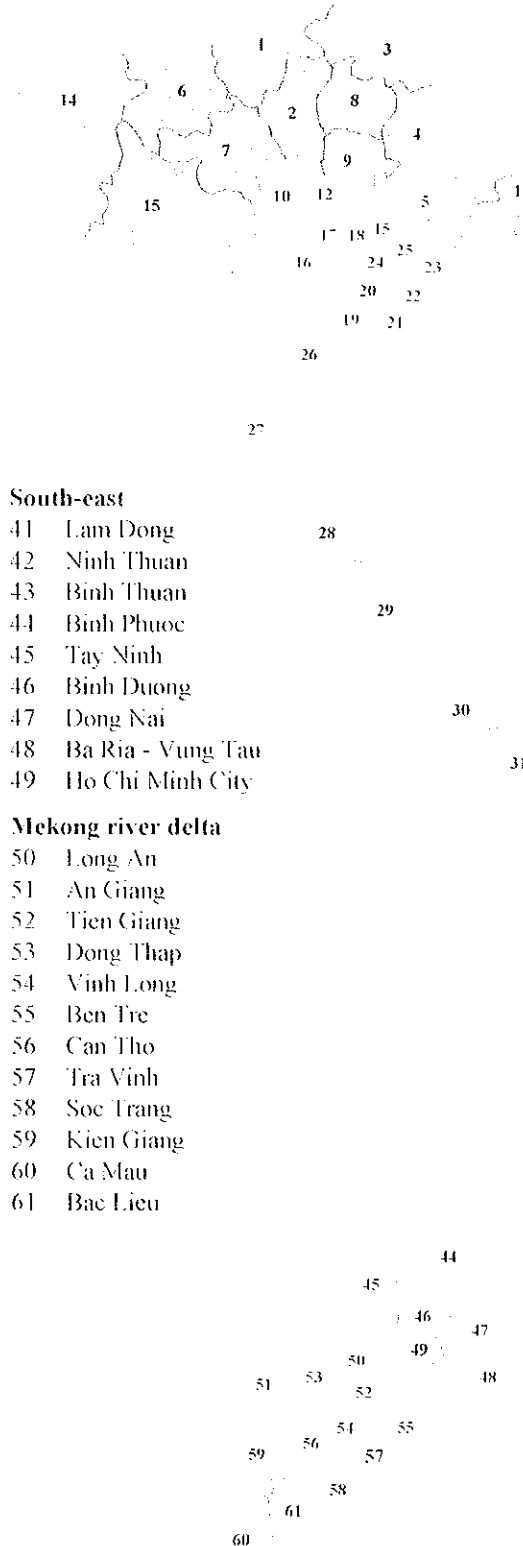 1 3
14 6 2 8
7 4
9
15 10 12 5 1
17 18 15
16 24 25 23
20 22
19 21
26
27
South-east
41 Lam Dong 28
42 Ninh Thuan
43 Binh Thuan
44 Binh Phuoc 29
45 Tay Ninh
46 Binh Duong
47 Dong Nai 30
48 Ba Ria - Vung Tau
49 Ho Chi Minh City 31
Mekong river delta
50 Long An
51 An Giang
52 Tien Giang
53 Dong Thap
54 Vinh Long
55 Ben Tre
56 Can Tho
57 Tra Vinh
58 Soc Trang
59 Kien Giang
60 Ca Mau
61 Bac Lieu
44
45
46 47
49
50
51 53 52 48
54 55
59 56 57
58
61
60